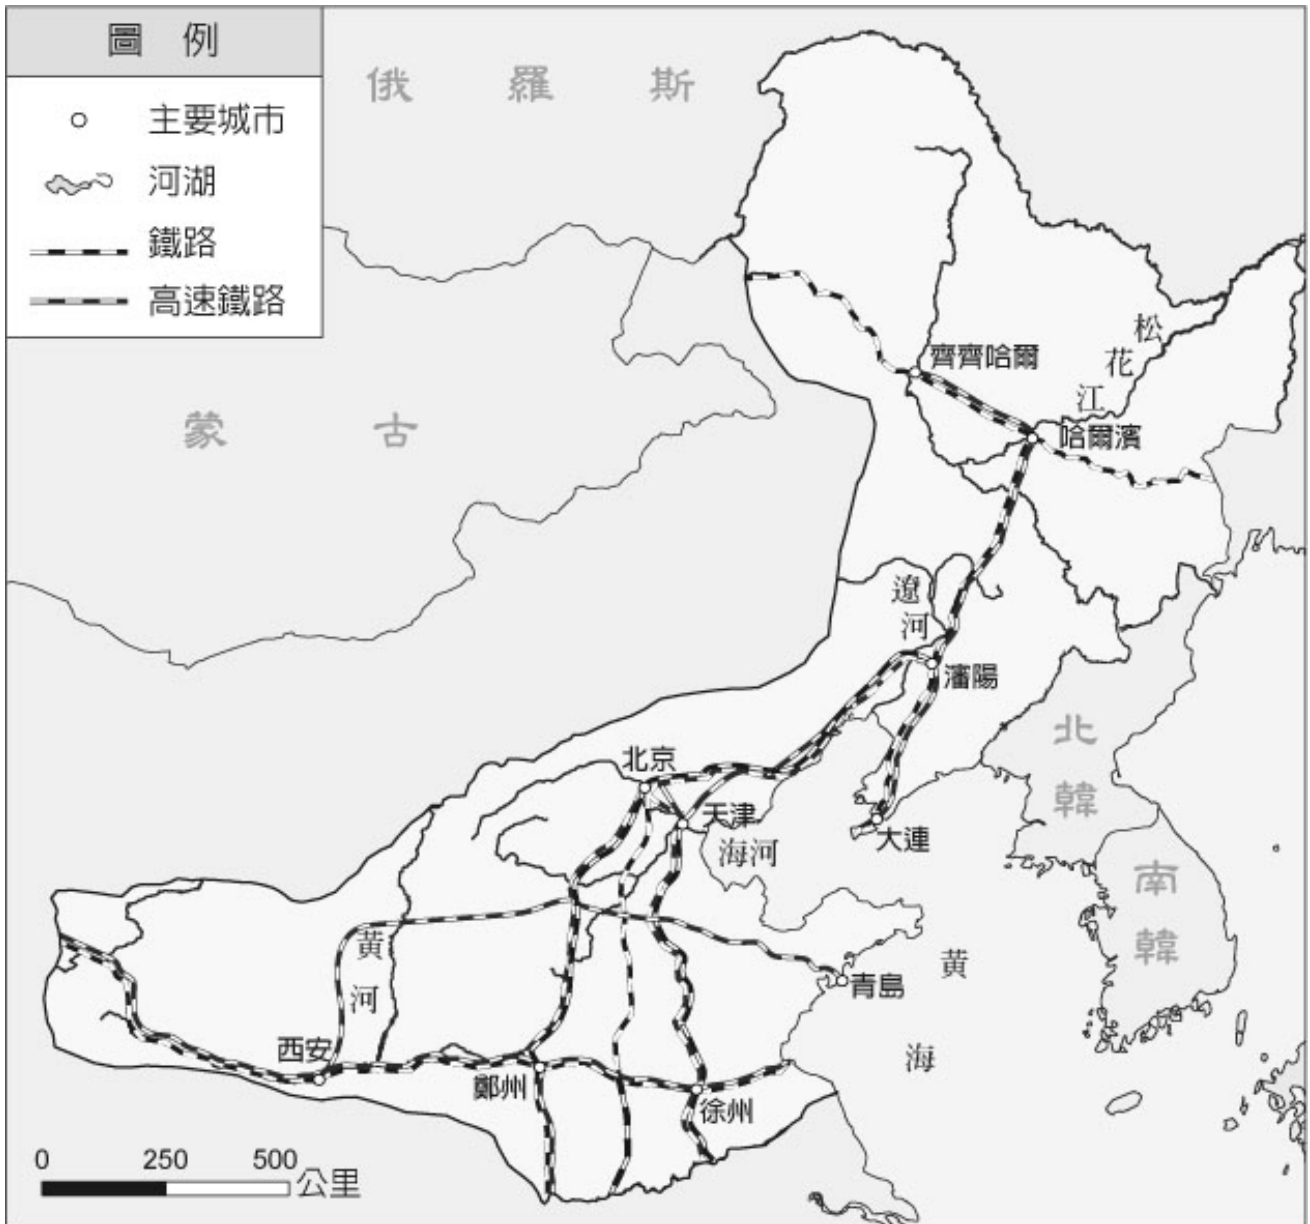 圖 例
主要城市
河湖
鐵路
高速鐵路
俄 羅 斯
蒙 古
齊齊哈爾
松花江
哈爾濱
遼河
瀋陽
北韓
北京
天津
海河
大連
南韓
黃河
黃海
青島
西安
鄭州
徐州
0 250 500公里